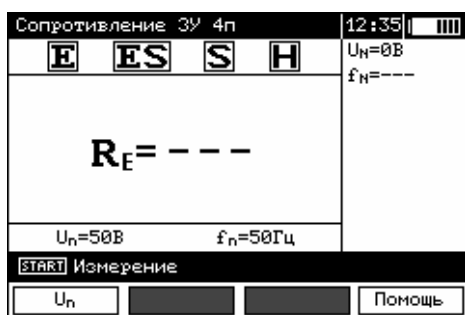 Сопротивление ЗУ 4п 12:35
E ES S H
U_N=0В
f_N=---
R_E= - - -
U_n=50В f_n=50Гц
START Измерение
U_n Помощь